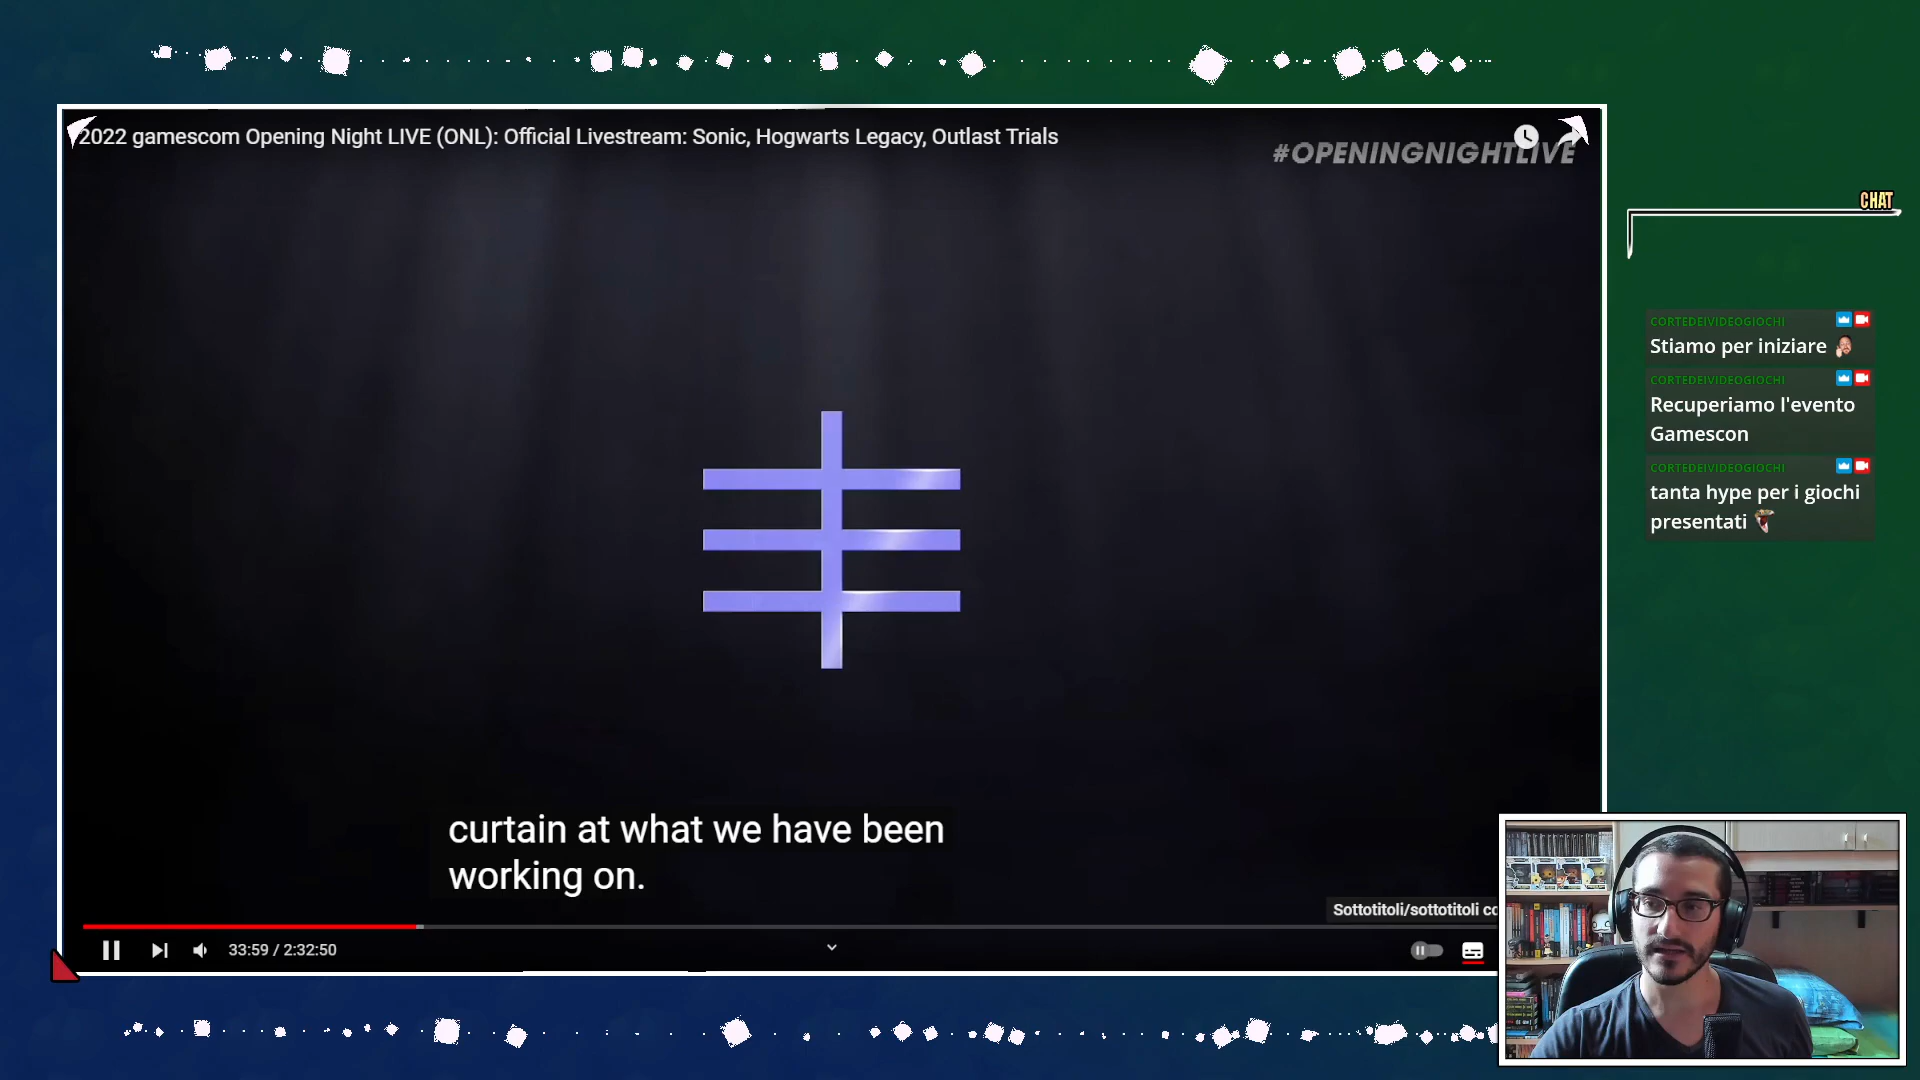 2022 gamescom Opening Night LIVE (ONL): Official Livestream: Sonic, Hogwarts Legacy, Outlast Trials
#OPENINGNIGHTLIVE
CHAT
CORTEDEIVIDEOGIOCHI
Stiamo per iniziare
CORTEDEIVIDEOGIOCHI
Recuperiamo l'evento
Gamescon
CORTEDEIVIDEOGIOCHI
tanta hype per i giochi
presentati
curtain at what we have been
working on.
Sottotitoli/sottotitoli co
33:59 / 2:32:50